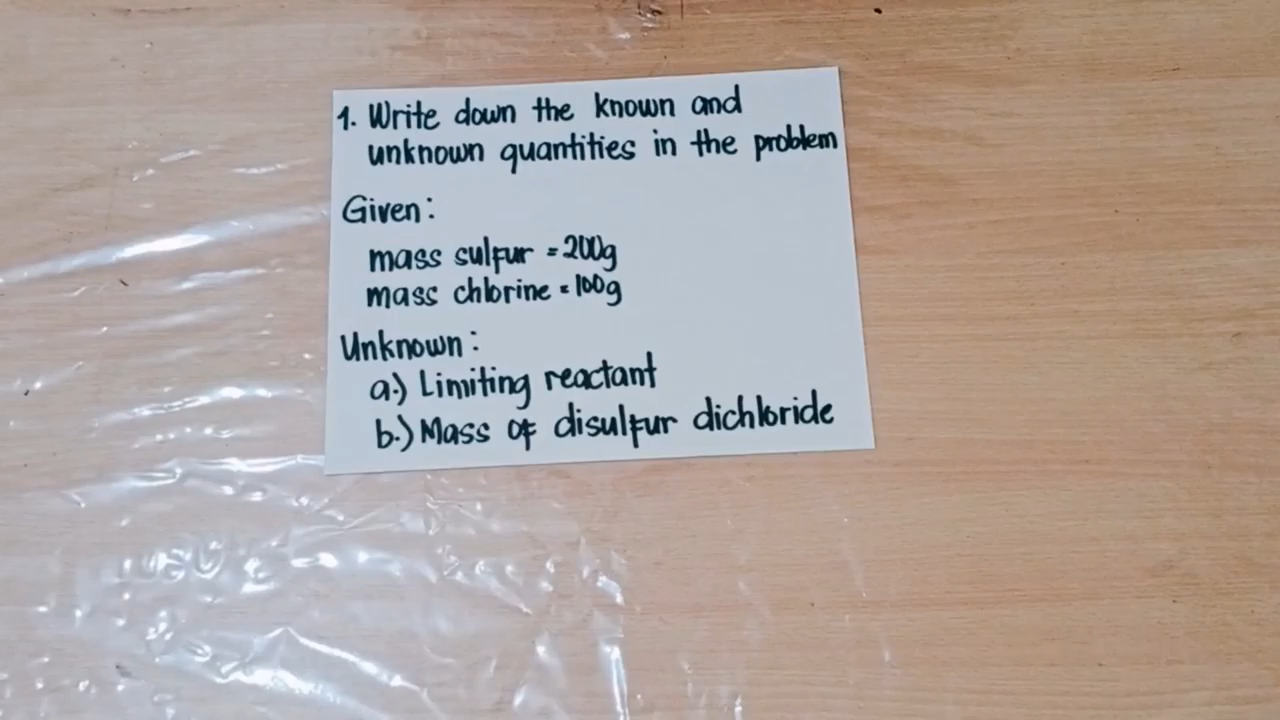 1. Write down the known and
unknown quantities in the problem
Given:
mass sulfur = 200g
mass chlorine = 100g
Unknown:
a.) Limiting reactant
b.) Mass of disulfur dichloride